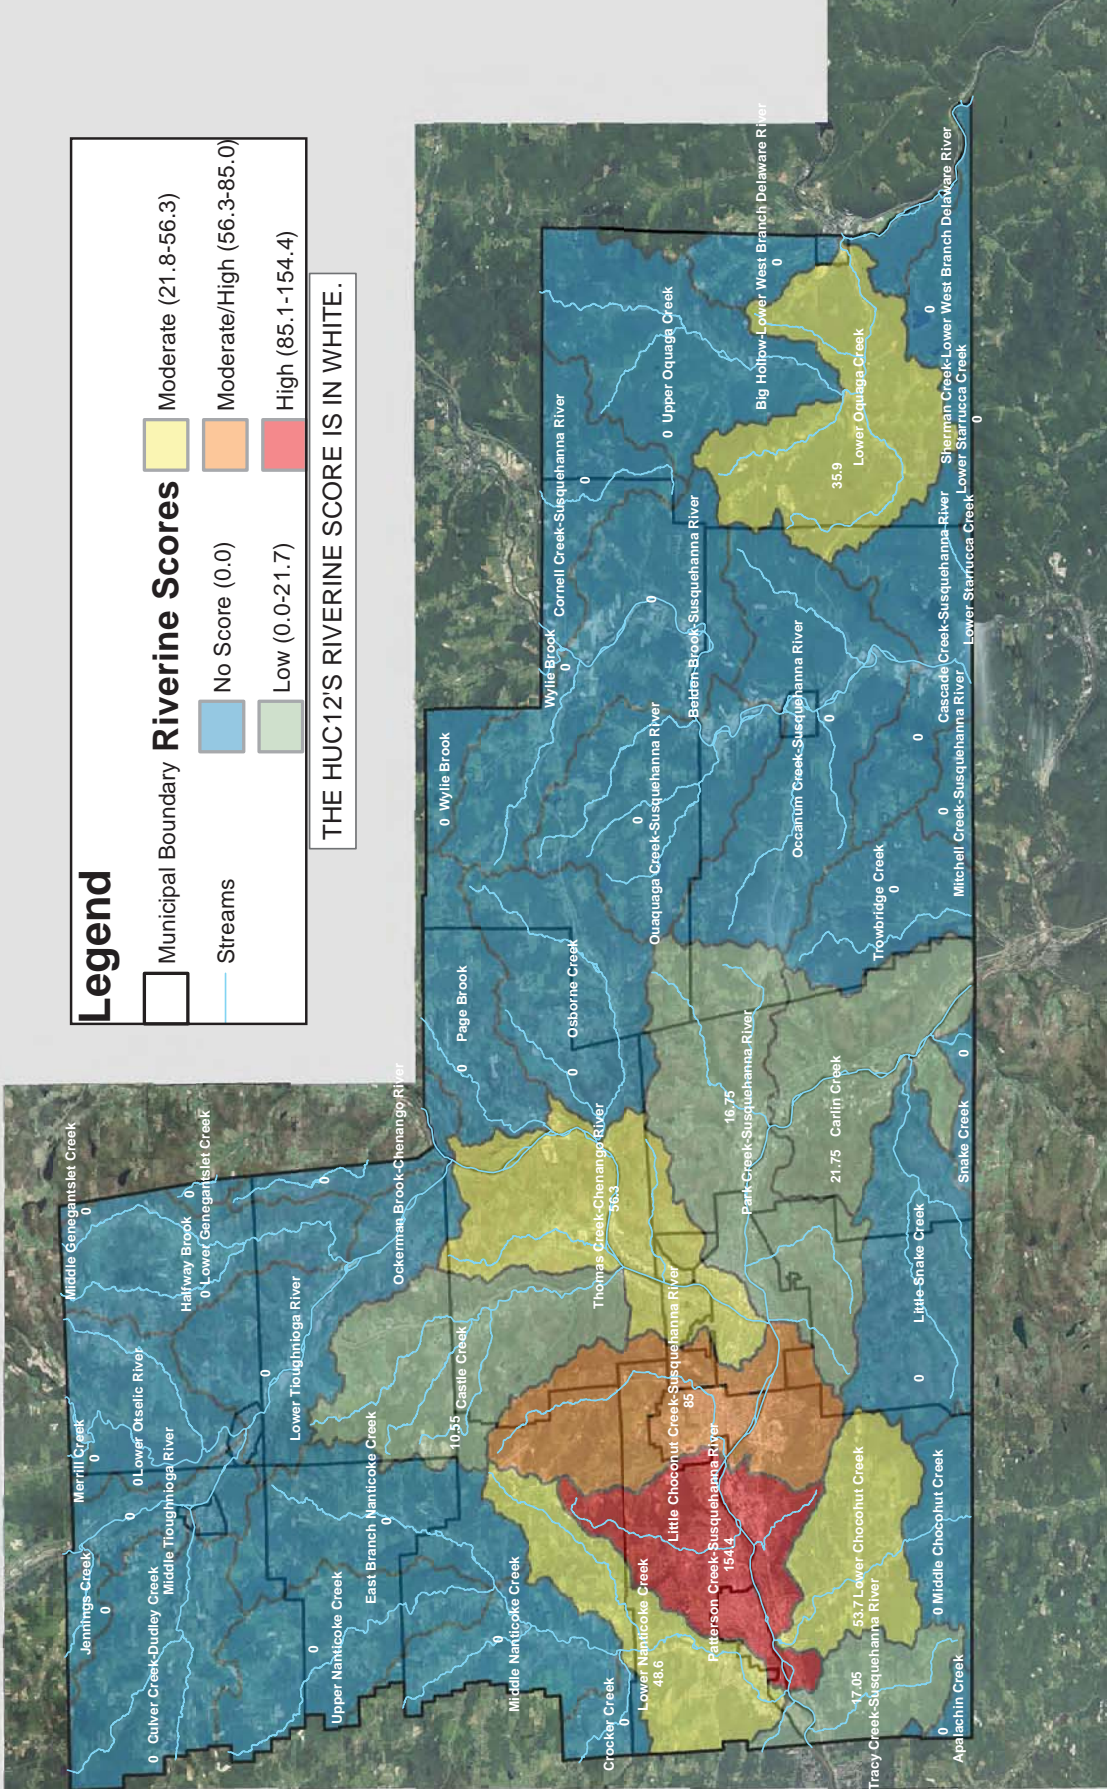 Legend
Municipal Boundary
Streams
Riverine Scores
No Score (0.0)
Low (0.0-21.7)
Moderate (21.8-56.3)
Moderate/High (56.3-85.0)
High (85.1-154.4)
THE HUC12'S RIVERINE SCORE IS IN WHITE.
Middle Genegantslet Creek
0
Halfway Brook
0
0 Lower Genegantslet Creek
0
Merrill Creek
0
0 Lower Otselic River
Middle Tioughnioga River
0
Jennings Creek
0
0 Culver Creek-Dudley Creek
Lower Tioughnioga River
0
Ockerman Brook-Chenango River
East Branch Nanticoke Creek
0
Upper Nanticoke Creek
0
Middle Nanticoke Creek
0
Crocker Creek
0
10.55 Castle Creek
Page Brook
0
Osborne Creek
0
Thomas Creek-Chenango River
56.3
Little Choconut Creek-Susquehanna River
85
Patterson Creek-Susquehanna River
154.4
Lower Nanticoke Creek
48.6
53.7 Lower Chocohut Creek
17.05
Tracy Creek-Susquehanna River
0 Middle Chocohut Creek
Apalachin Creek
0
16.75
Park Creek-Susquehanna River
21.75 Carlin Creek
Little Snake Creek
0
Snake Creek
0
0 Wylie Brook
Wylie Brook
0
Cornell Creek-Susquehanna River
0
Belden Brook-Susquehanna River
0
Ouaquaga Creek-Susquehanna River
0
Occanum Creek-Susquehanna River
0
Trowbridge Creek
0
Cascade Creek-Susquehanna River
0
Mitchell Creek-Susquehanna River
0
Lower Starrucca Creek
0 Upper Oquaga Creek
Big Hollow-Lower West Branch Delaware River
0
Lower Oquaga Creek
35.9
Sherman Creek-Lower West Branch Delaware River
0
Lower Starrucca Creek
0